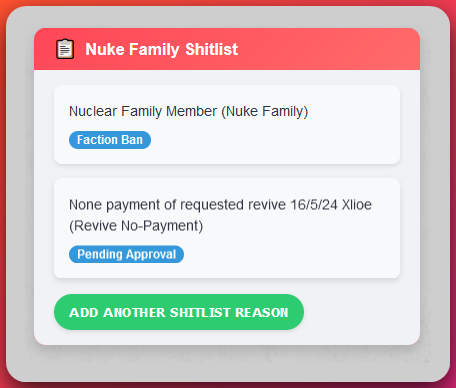 Nuke Family Shitlist
Nuclear Family Member (Nuke Family)
Faction Ban
None payment of requested revive 16/5/24 Xlioe
(Revive No-Payment)
Pending Approval
ADD ANOTHER SHITLIST REASON